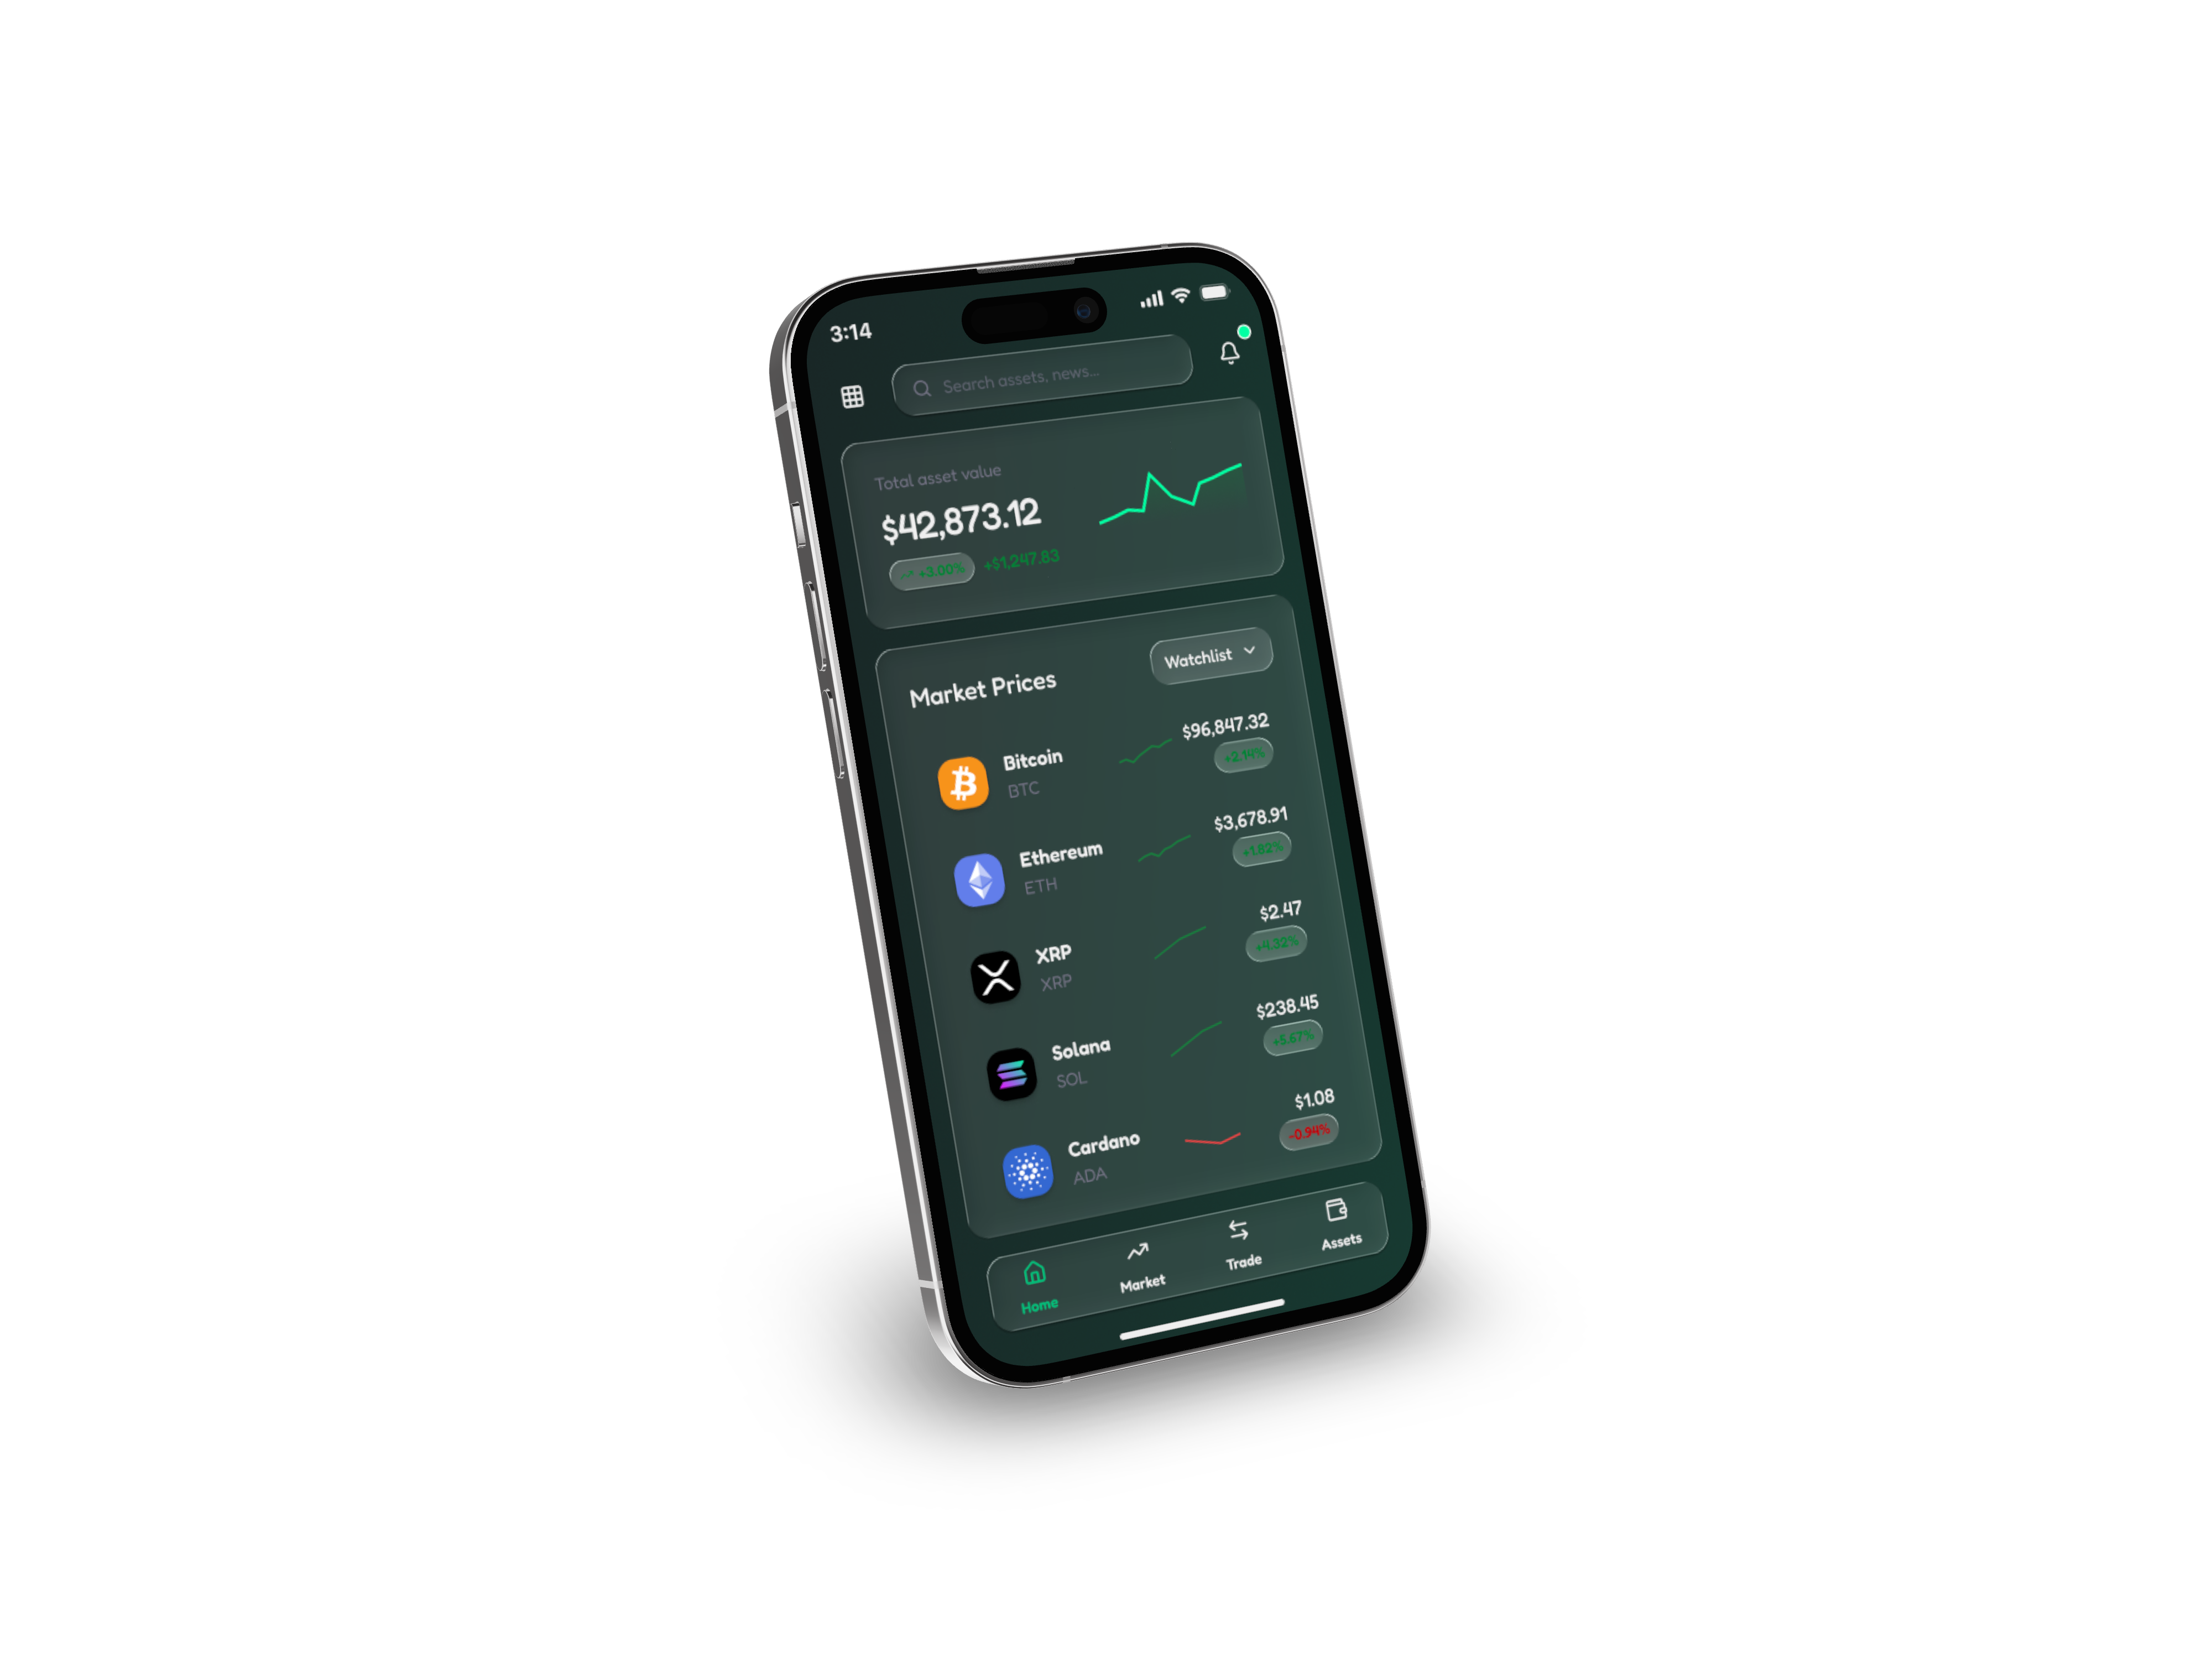 3:14
Search assets, news...
Total asset value
$42,873.12
+3.00% +$1,247.83
Market Prices
Watchlist
Bitcoin
BTC
$96,847.32
+2.14%
Ethereum
ETH
$3,678.91
+1.82%
XRP
XRP
$2.47
+4.32%
Solana
SOL
$238.45
+5.67%
Cardano
ADA
$1.08
-0.94%
Home
Market
Trade
Assets